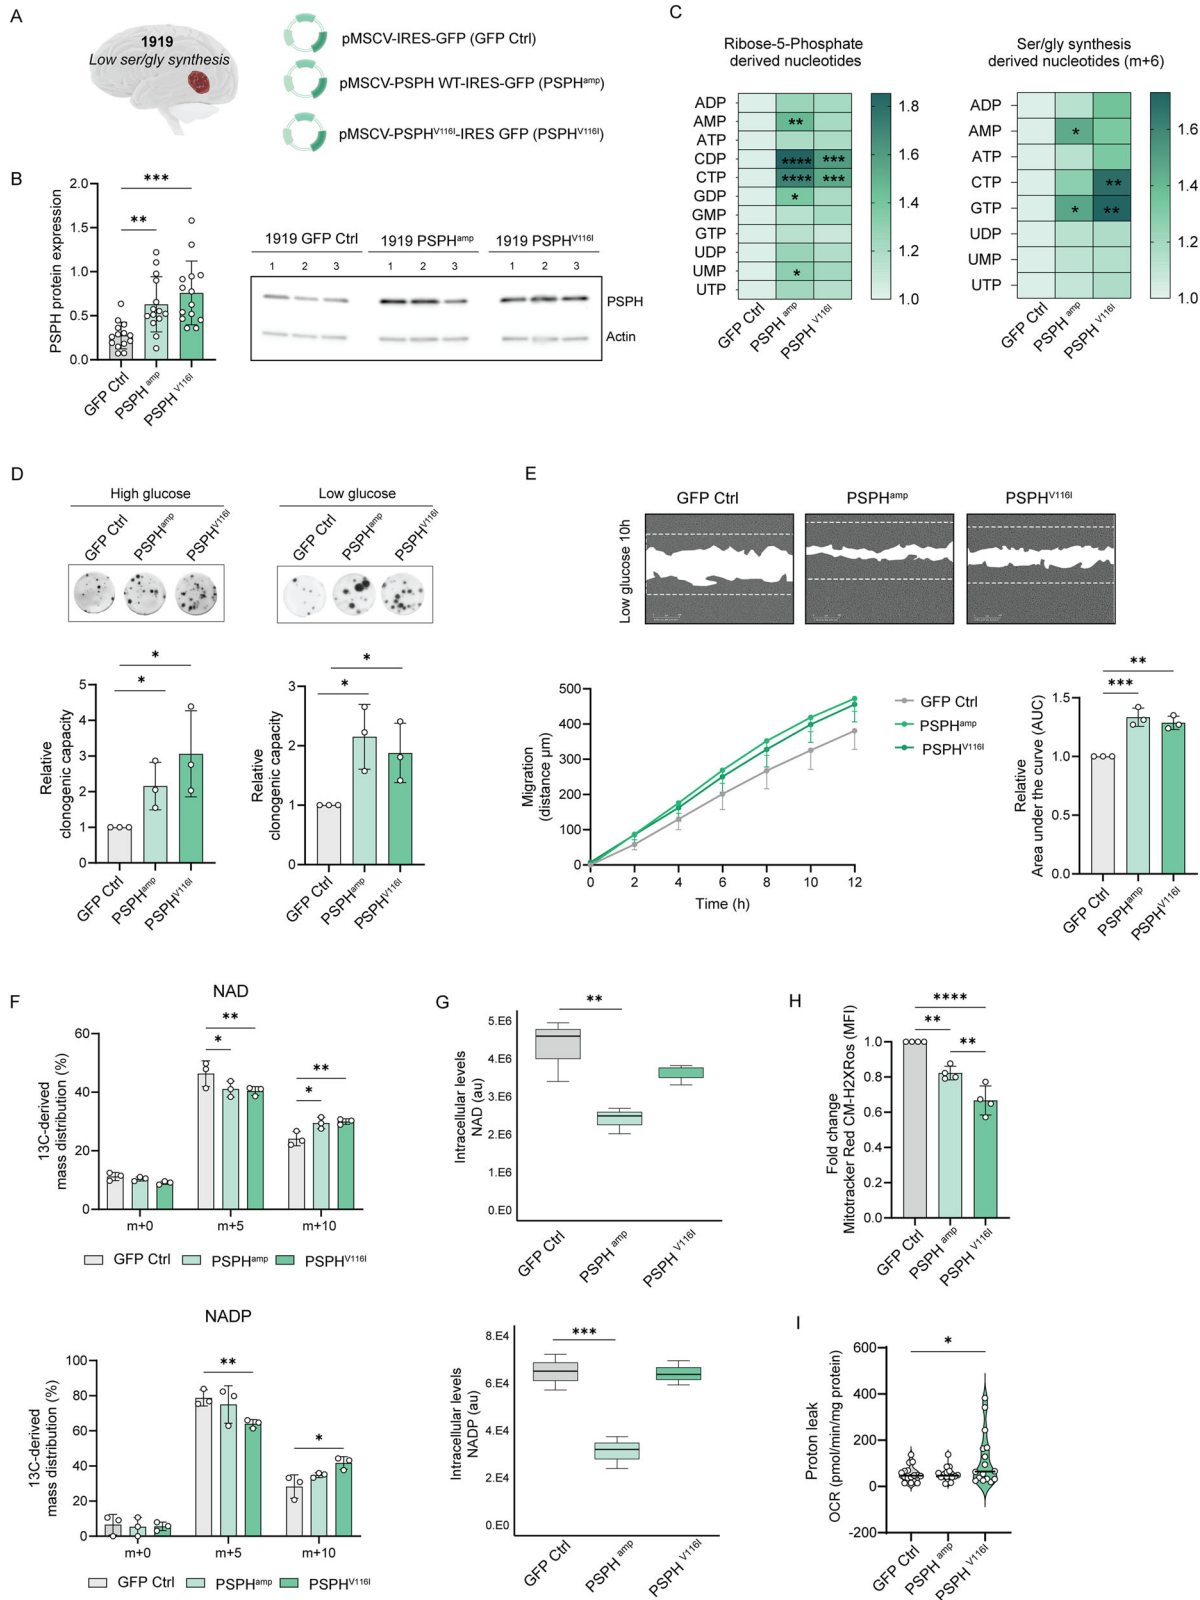 A
1919
Low ser/gly synthesis
pMSCV-IRES-GFP (GFP Ctrl)
pMSCV-PSPH WT-IRES-GFP (PSPHamp)
pMSCV-PSPHV116I-IRES GFP (PSPHV116I)
B
PSPH protein expression
2.0
1.5
1.0
0.5
0.0
***
**
GFP Ctrl
PSPH amp
PSPH V116I
1919 GFP Ctrl
1919 PSPHamp
1919 PSPHV116I
1 2 3
1 2 3
1 2 3
PSPH
Actin
C
Ribose-5-Phosphate
derived nucleotides
ADP
AMP **
ATP
CDP **** ***
CTP **** ***
GDP *
GMP
GTP
UDP
UMP *
UTP
GFP Ctrl
PSPH amp
PSPH V116I
1.8
1.6
1.4
1.2
1.0
Ser/gly synthesis
derived nucleotides (m+6)
ADP
AMP *
ATP
CTP **
GTP * **
UDP
UMP
UTP
GFP Ctrl
PSPH amp
PSPH V116I
1.6
1.4
1.2
1.0
D
High glucose
GFP Ctrl
PSPHamp
PSPHV116I
Low glucose
GFP Ctrl
PSPHamp
PSPHV116I
Relative
clonogenic capacity
5
4
3
2
1
0
*
*
GFP Ctrl
PSPHamp
PSPHV116I
Relative
clonogenic capacity
3
2
1
0
*
*
GFP Ctrl
PSPHamp
PSPHV116I
E
GFP Ctrl
PSPHamp
PSPHV116I
Low glucose 10h
Migration
(distance µm)
500
400
300
200
100
0
0 2 4 6 8 10 12
Time (h)
GFP Ctrl
PSPHamp
PSPHV116I
Relative
Area under the curve (AUC)
1.5
1.0
0.5
0.0
**
***
GFP Ctrl
PSPHamp
PSPHV116I
F
NAD
13C-derived
mass distribution (%)
60
40
20
0
**
*
**
*
m+0 m+5 m+10
GFP Ctrl PSPHamp PSPHV116I
NADP
13C-derived
mass distribution (%)
100
80
60
40
20
0
**
*
m+0 m+5 m+10
GFP Ctrl PSPHamp PSPHV116I
G
Intracellular levels
NAD (au)
5.E6
4.E6
3.E6
2.E6
1.E6
0.E0
**
GFP Ctrl
PSPH amp
PSPH V116I
Intracellular levels
NADP (au)
8.E4
6.E4
4.E4
2.E4
0.E0
***
GFP Ctrl
PSPH amp
PSPH V116I
H
Fold change
Mitotracker Red CM-H2XRos (MFI)
1.0
0.8
0.6
0.4
0.2
0.0
****
**
**
GFP Ctrl
PSPH amp
PSPH V116I
I
Proton leak
OCR (pmol/min/mg protein)
600
400
200
0
-200
*
GFP Ctrl
PSPH amp
PSPH V116I